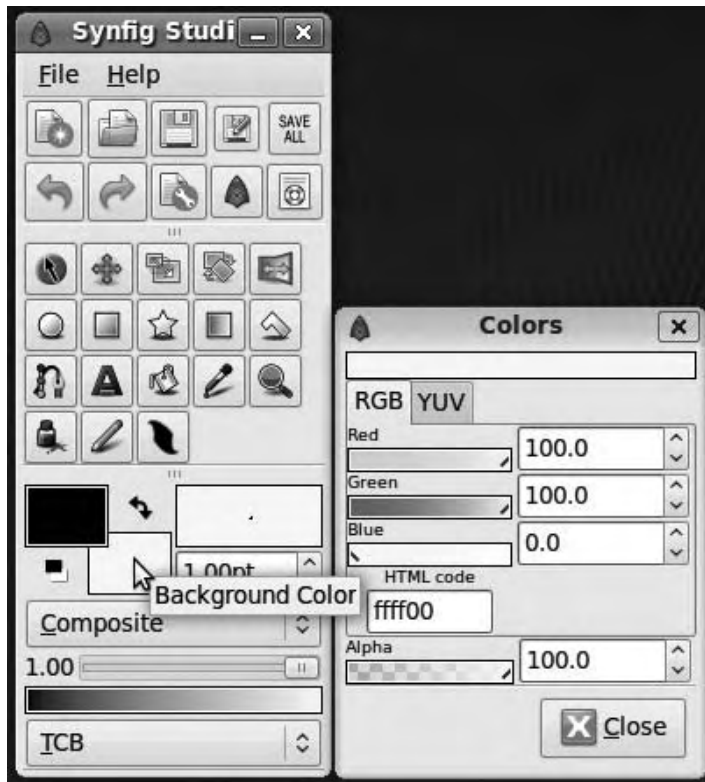 Synfig Studi
File Help
SAVE
ALL
1.00pt
Background Color
Composite
1.00
TCB
Colors
RGB YUV
Red
100.0
Green
100.0
Blue
0.0
HTML code
ffff00
Alpha
100.0
Close